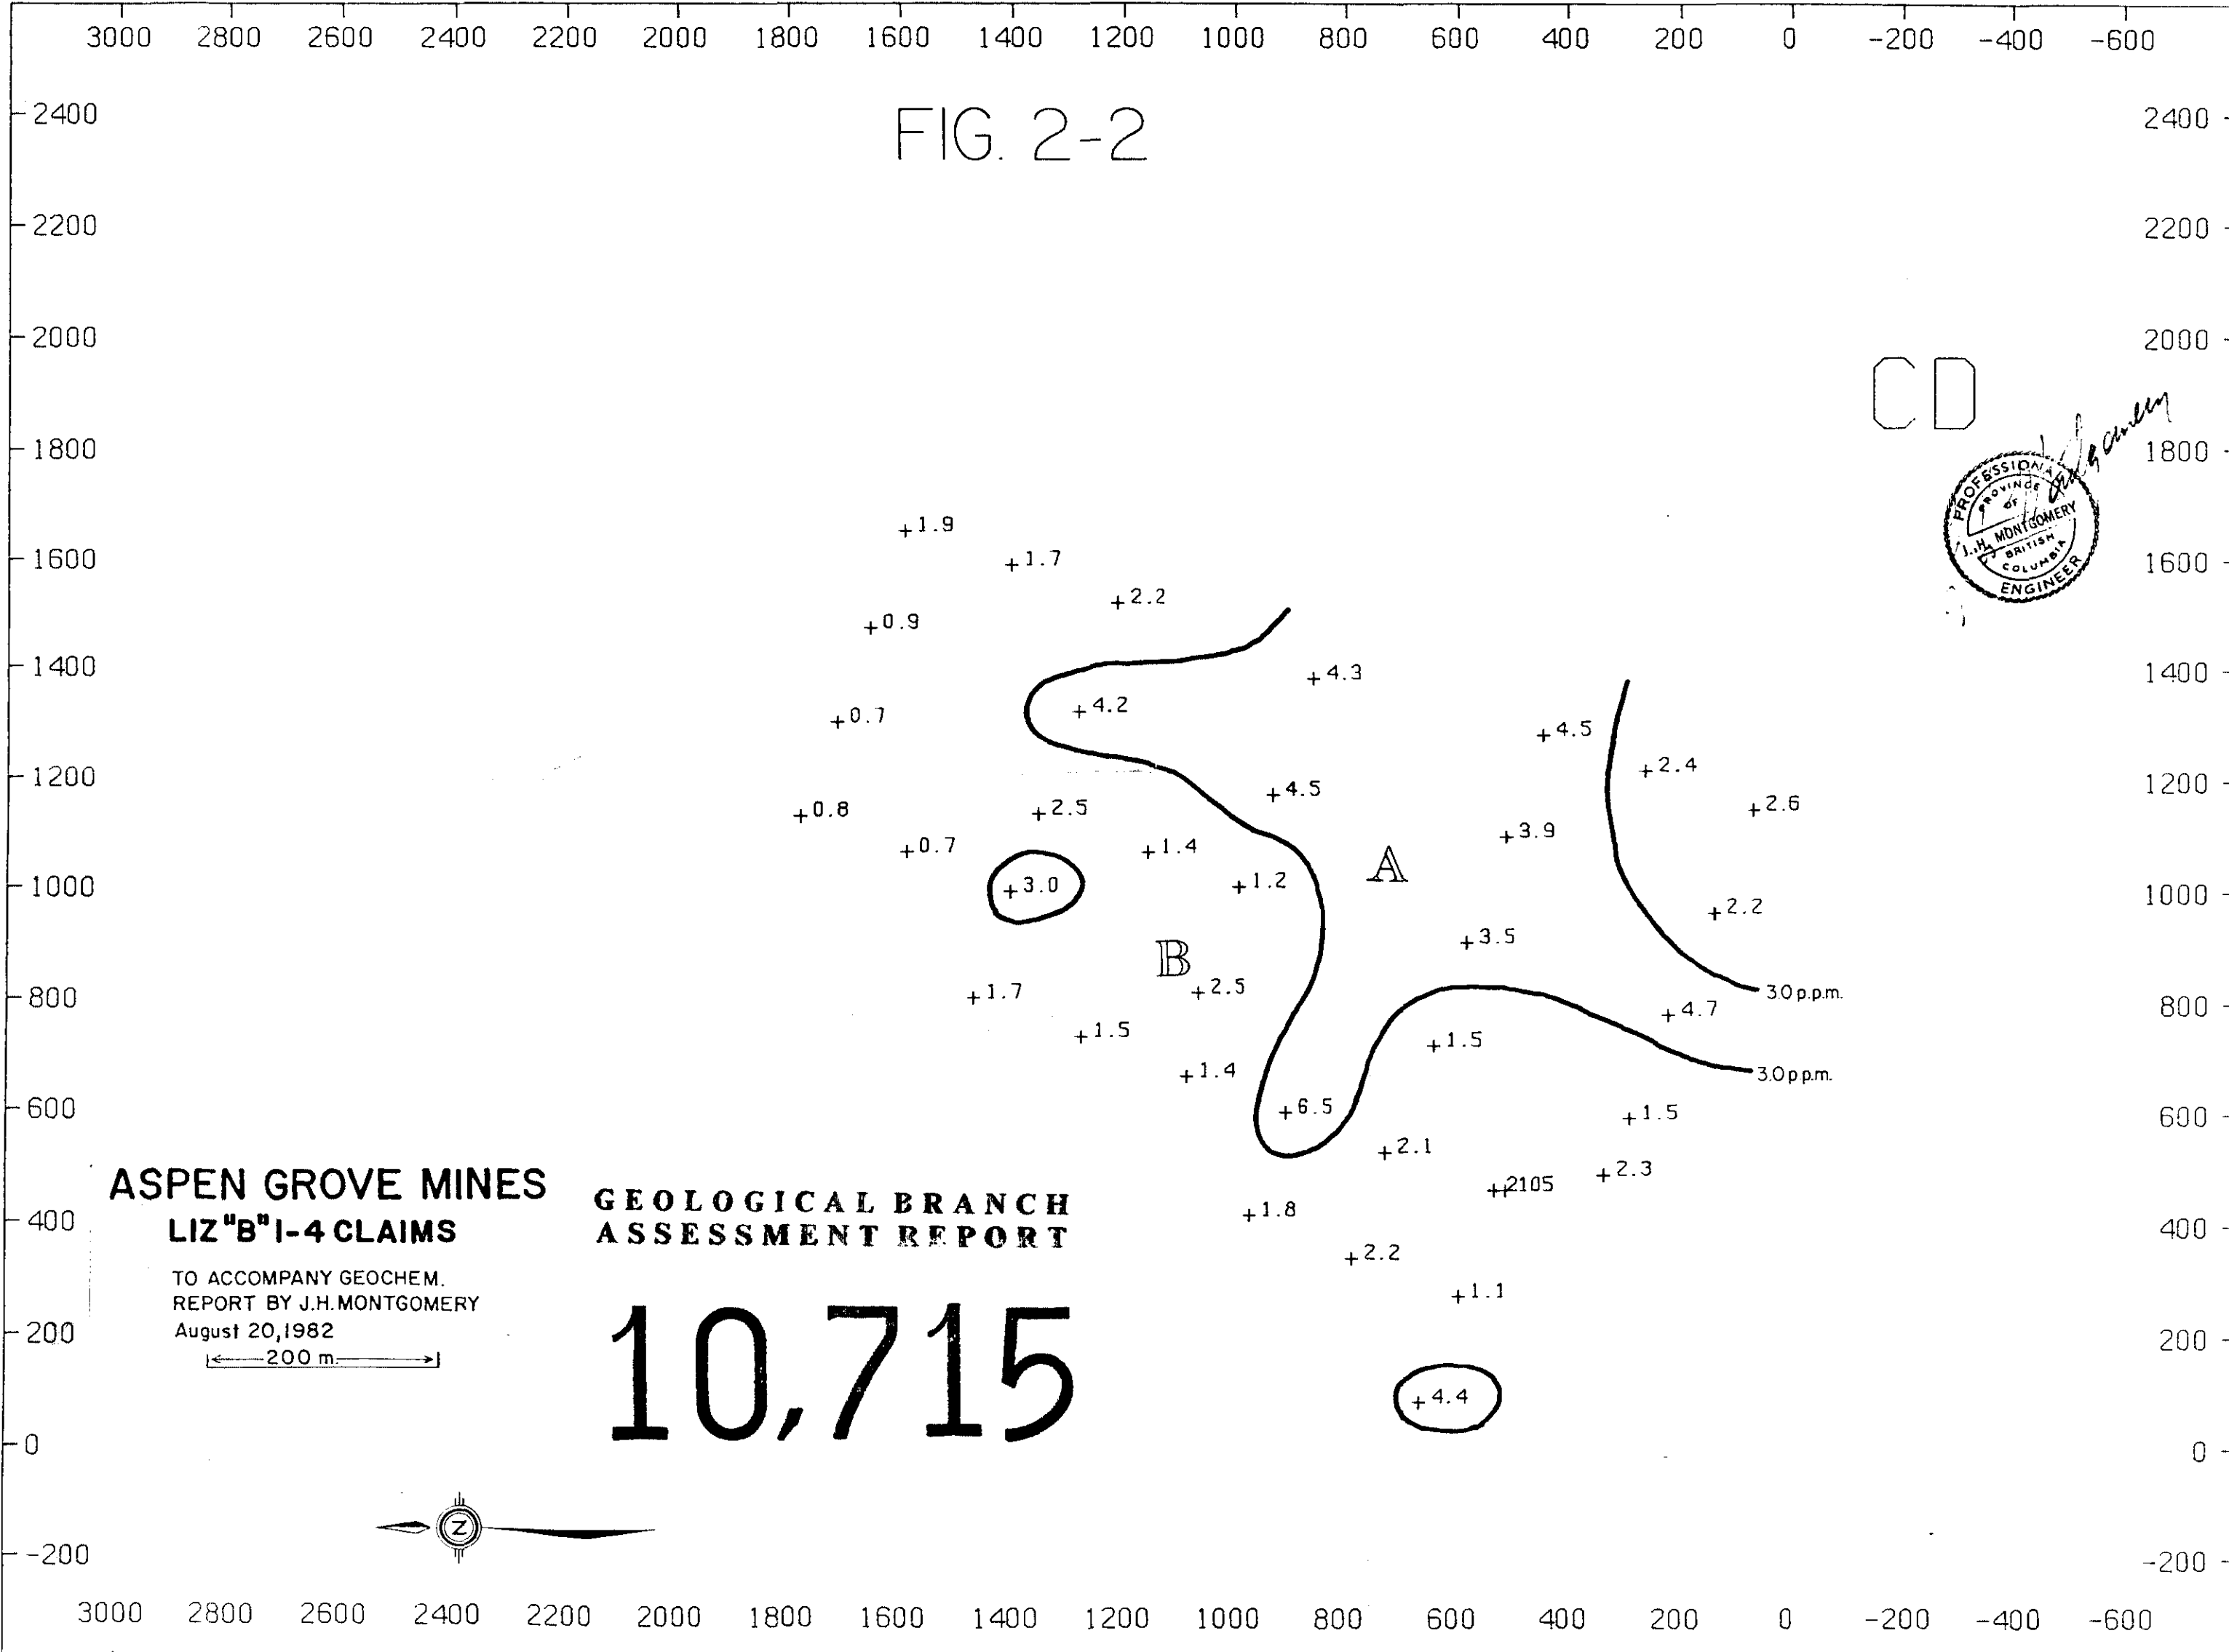 3000 2800 2600 2400 2200 2000 1800 1600 1400 1200 1000 800 600 400 200 0 -200 -400 -600
2400 2400
FIG. 2-2
2200 2200
2000 2000
CD
1800 1800
PROFESSIONAL
PROVINCE
OF
J. H. MONTGOMERY
BRITISH
COLUMBIA
ENGINEER
+1.9
1600 +1.7 1600
+2.2
+0.9
1400 +4.3 1400
+4.2
+0.7 +4.5
+2.4
1200 +4.5 1200
+0.8 +2.5 +2.6
+3.9
+0.7 +1.4
A
1000 +3.0 +1.2 1000
+2.2
+3.5
B
800 +1.7 +2.5 3.0 p.p.m. 800
+4.7
+1.5 +1.5
+1.4 3.0 p.p.m.
600 +6.5 +1.5 600
+2.1
+2.3
++2105
ASPEN GROVE MINES
LIZ "B" 1-4 CLAIMS
GEOLOGICAL BRANCH
ASSESSMENT REPORT
400 +1.8 400
+2.2
TO ACCOMPANY GEOCHEM.
REPORT BY J.H. MONTGOMERY
August 20, 1982
+1.1
200 200
200 m.
10,715
+4.4
0 0
Z
-200 -200
3000 2800 2600 2400 2200 2000 1800 1600 1400 1200 1000 800 600 400 200 0 -200 -400 -600